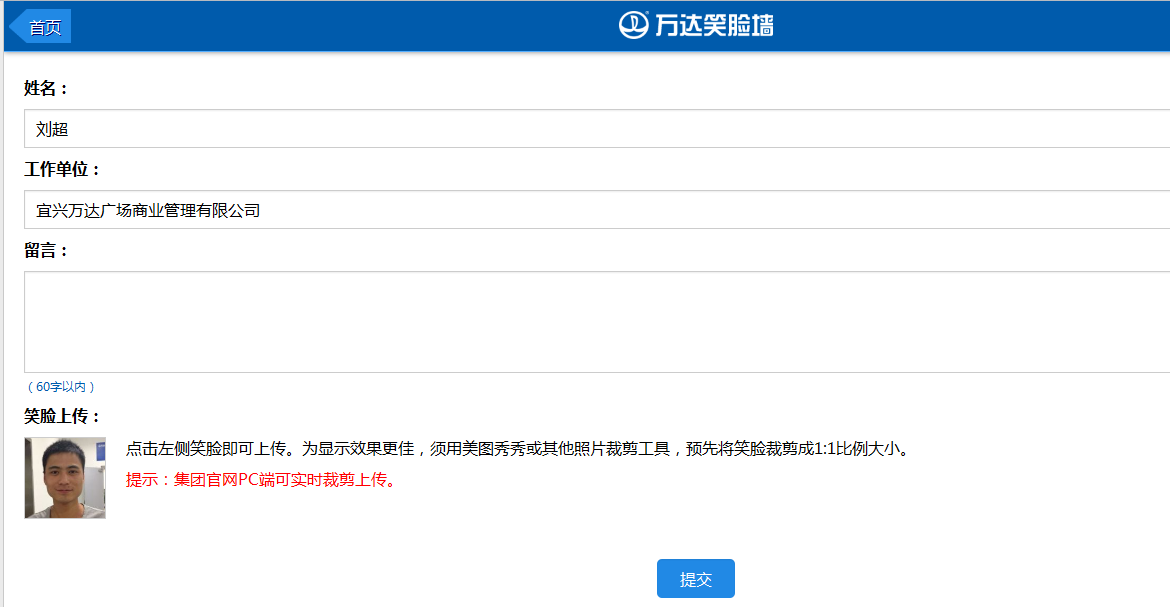 首页
万达笑脸墙
姓名：
刘超
工作单位：
宜兴万达广场商业管理有限公司
留言：
（60字以内）
笑脸上传：
点击左侧笑脸即可上传。为显示效果更佳，须用美图秀秀或其他照片裁剪工具，预先将笑脸裁剪成1:1比例大小。
提示：集团官网PC端可实时裁剪上传。
提交